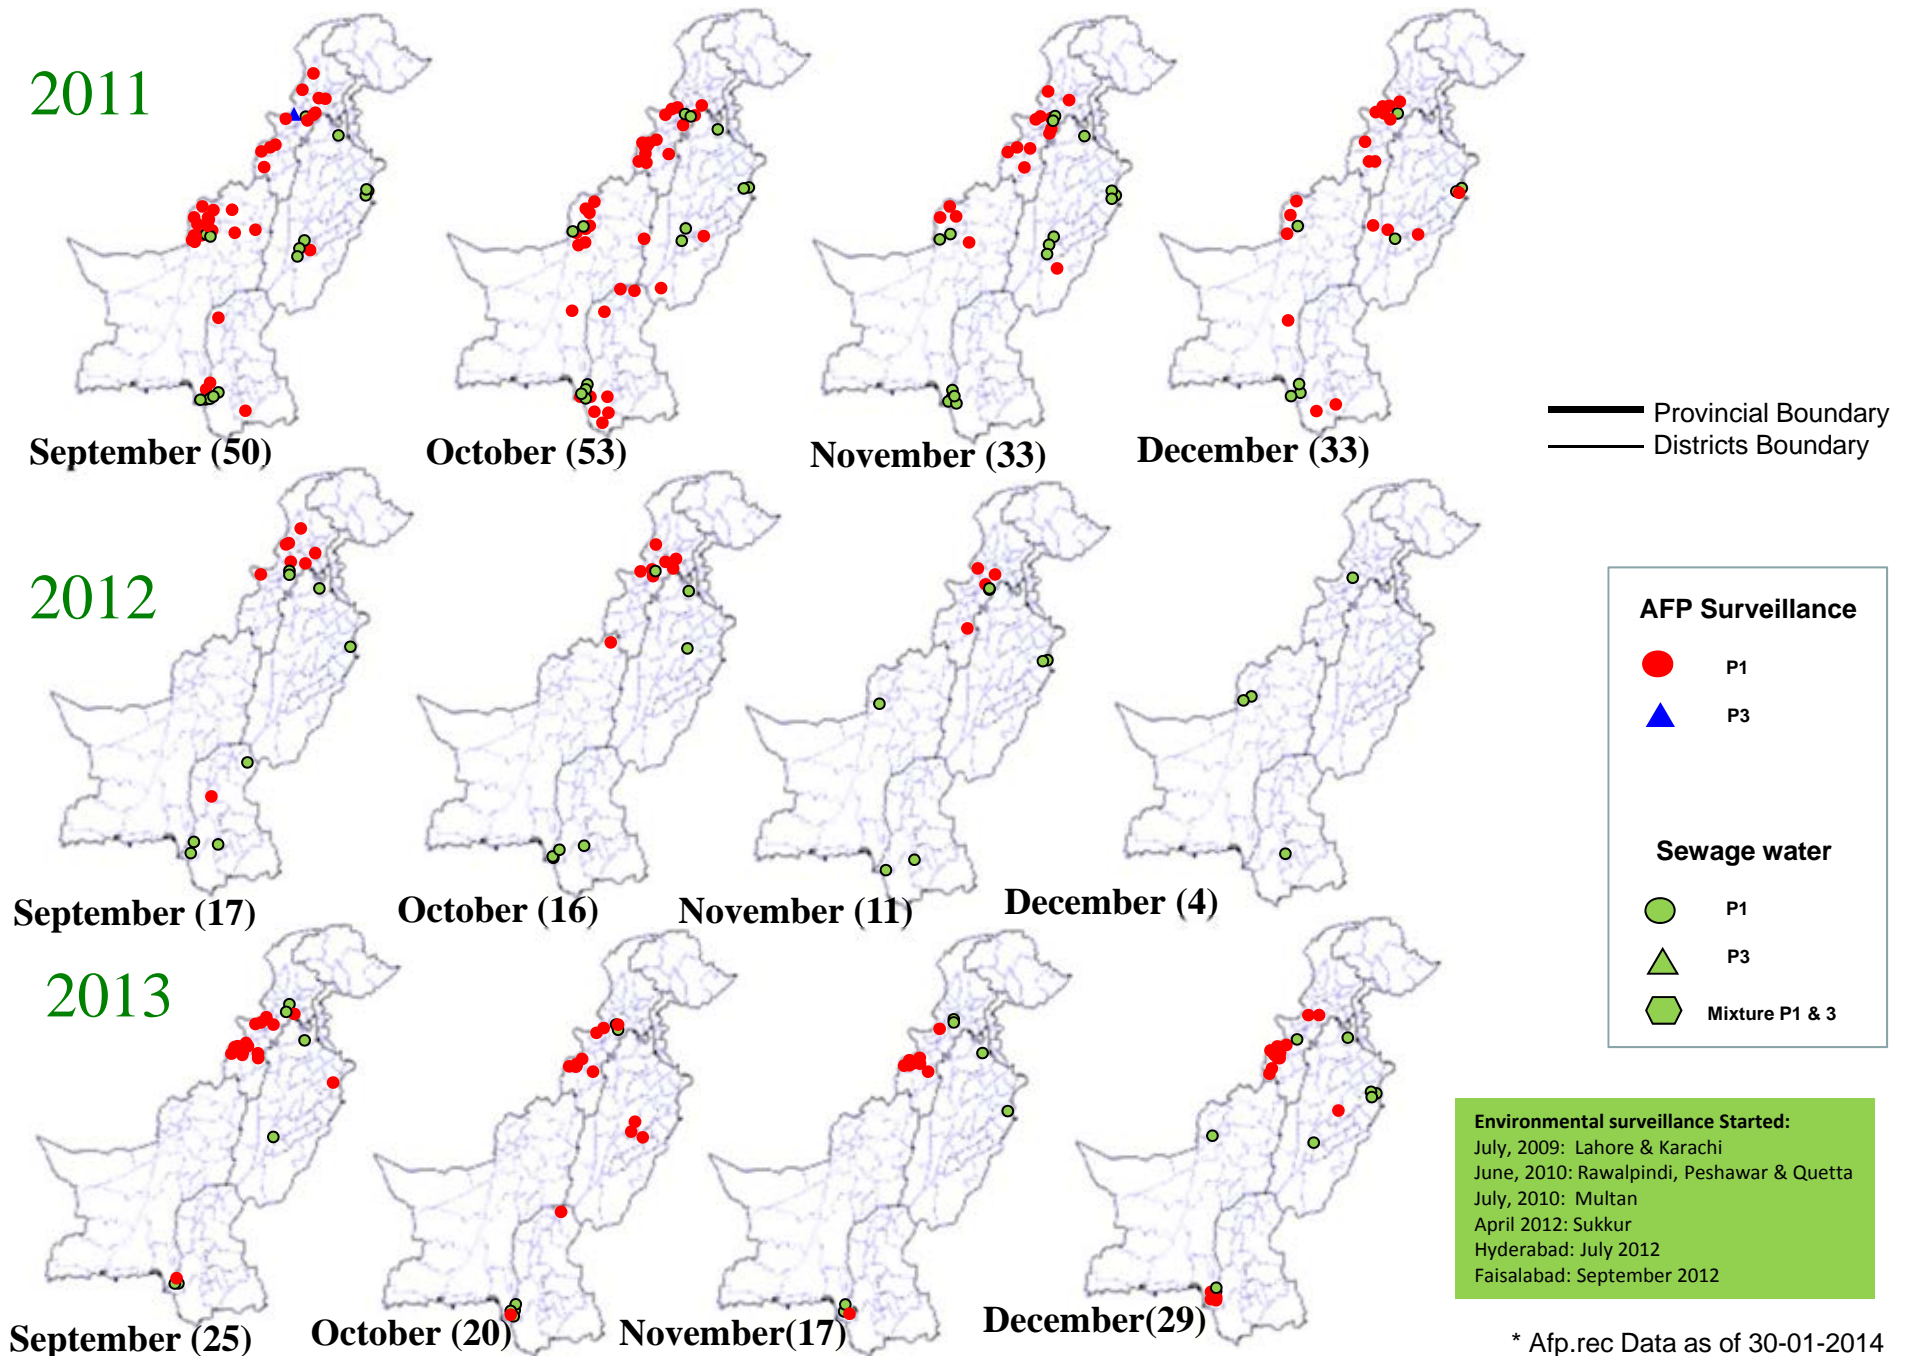 2011
September (50)
October (53)
November (33)
December (33)
Provincial Boundary
Districts Boundary
2012
September (17)
October (16)
November (11)
December (4)
AFP Surveillance
P1
P3
Sewage water
P1
P3
Mixture P1 & 3
2013
September (25)
October (20)
November(17)
December(29)
Environmental surveillance Started:
July, 2009: Lahore & Karachi
June, 2010: Rawalpindi, Peshawar & Quetta
July, 2010: Multan
April 2012: Sukkur
Hyderabad: July 2012
Faisalabad: September 2012
* Afp.rec Data as of 30-01-2014